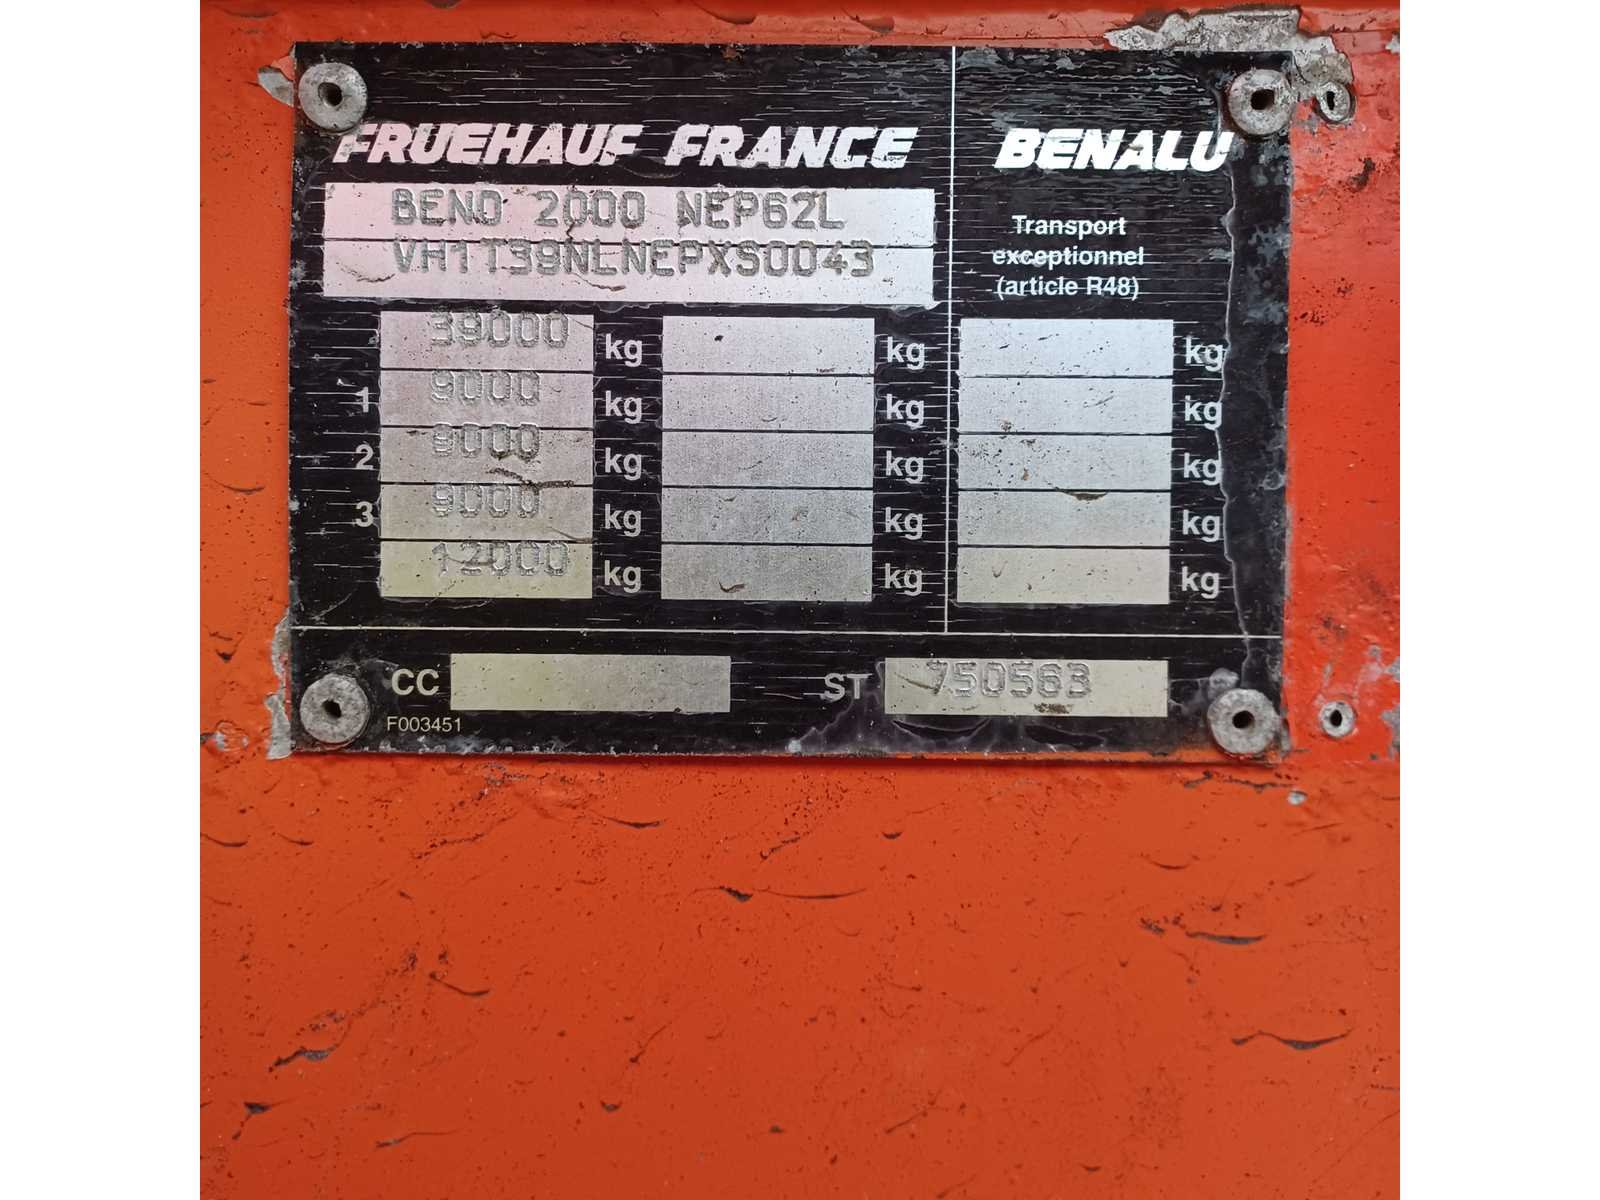 FRUEHAUF FRANCE BENALU
BEND 2000 NEP62L
VH1T39NLNEPXS0043
Transport
exceptionnel
(article R48)
39000 kg kg kg
1 9000 kg kg kg
2 9000 kg kg kg
3 9000 kg kg kg
12000 kg kg kg
CC ST 750563
F003451